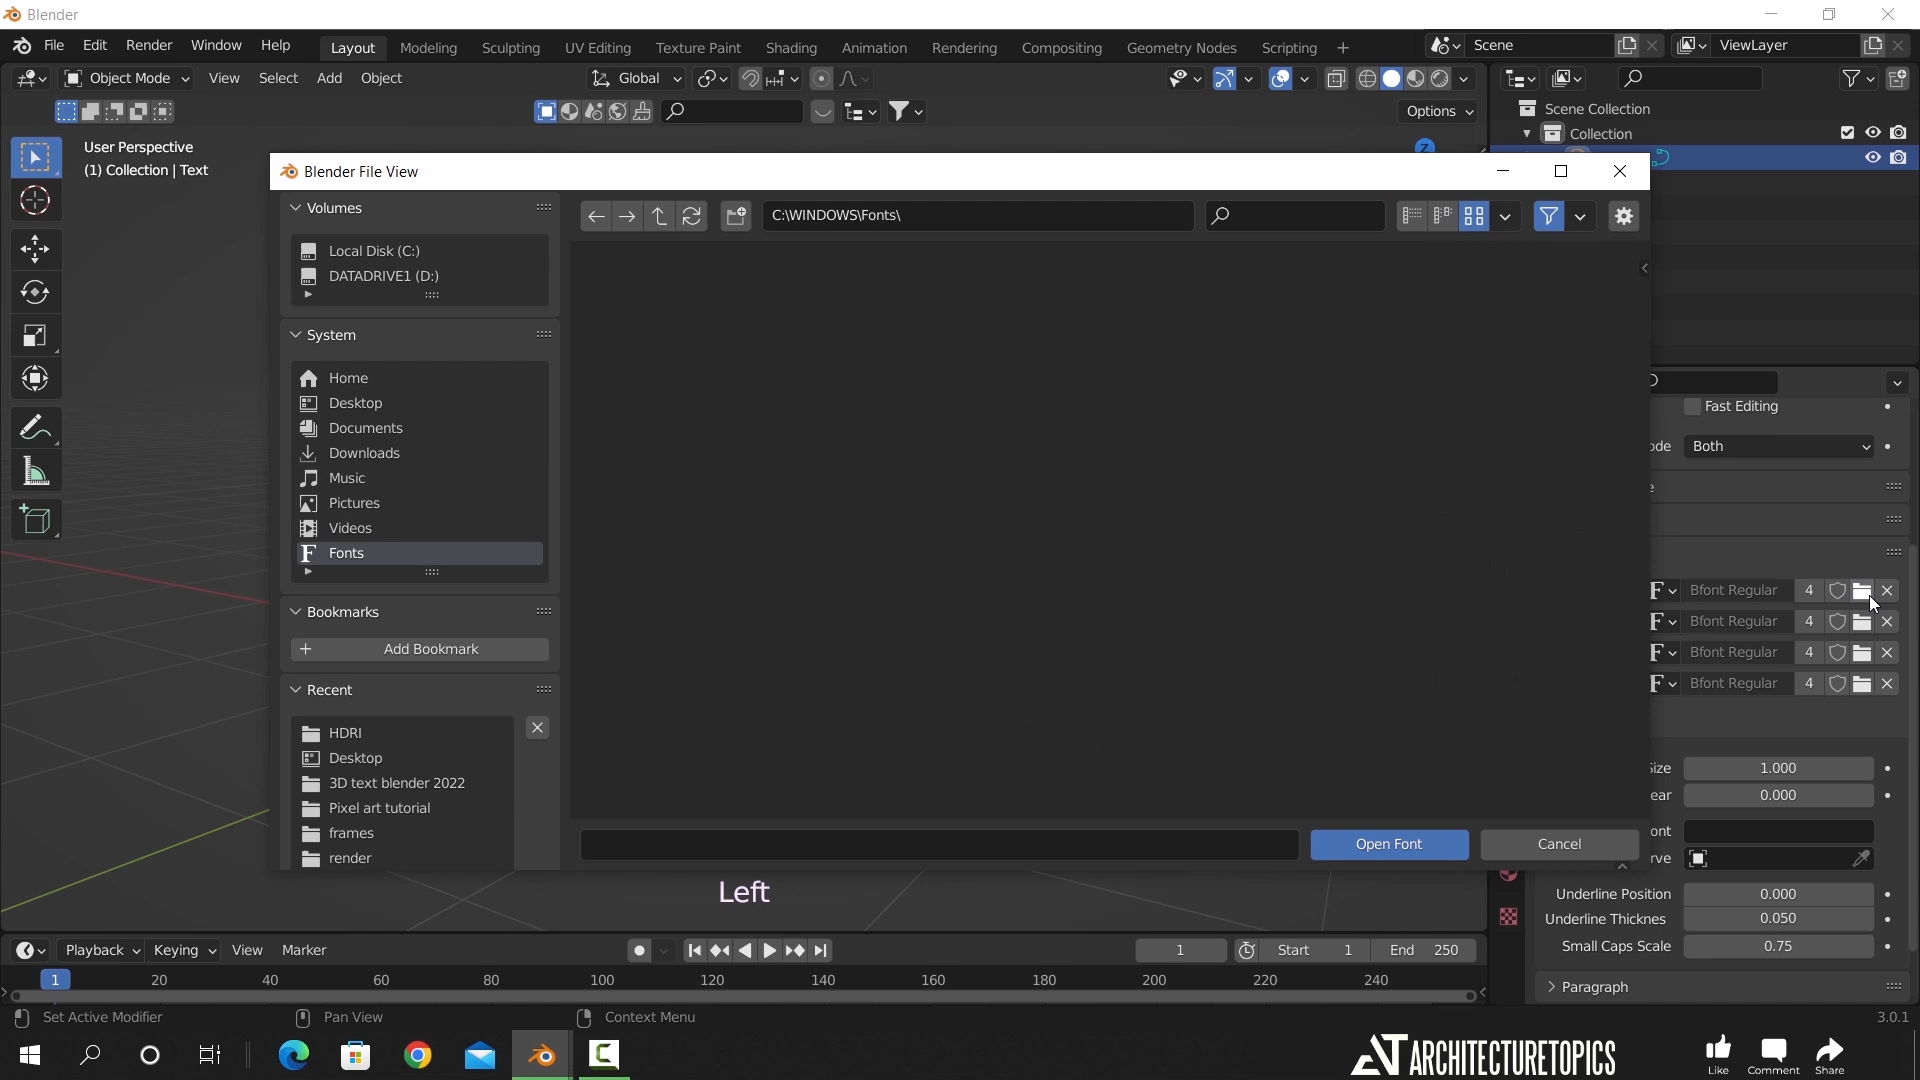 Blender
File Edit Render Window Help Layout Modeling Sculpting UV Editing Texture Paint Shading Animation Rendering Compositing Geometry Nodes Scripting + Scene ViewLayer
Object Mode View Select Add Object Global
Options
Scene Collection
Collection
User Perspective
(1) Collection | Text
Z
Blender File View
Volumes
Local Disk (C:)
DATADRIVE1 (D:)
System
Home
Desktop
Documents
Downloads
Music
Pictures
Videos
F Fonts
Bookmarks
+ Add Bookmark
Recent
HDRI
Desktop
3D text blender 2022
Pixel art tutorial
frames
render
C:\WINDOWS\Fonts\
Open Font Cancel
Fast Editing
ode Both
e
F Bfont Regular 4
F Bfont Regular 4
F Bfont Regular 4
F Bfont Regular 4
Size 1.000
ear 0.000
ont
rve
Underline Position 0.000
Underline Thicknes 0.050
Small Caps Scale 0.75
Paragraph
Left
Playback Keying View Marker 1 Start 1 End 250
1 20 40 60 80 100 120 140 160 180 200 220 240
Set Active Modifier Pan View Context Menu 3.0.1
ARCHITECTURETOPICS
Like Comment Share